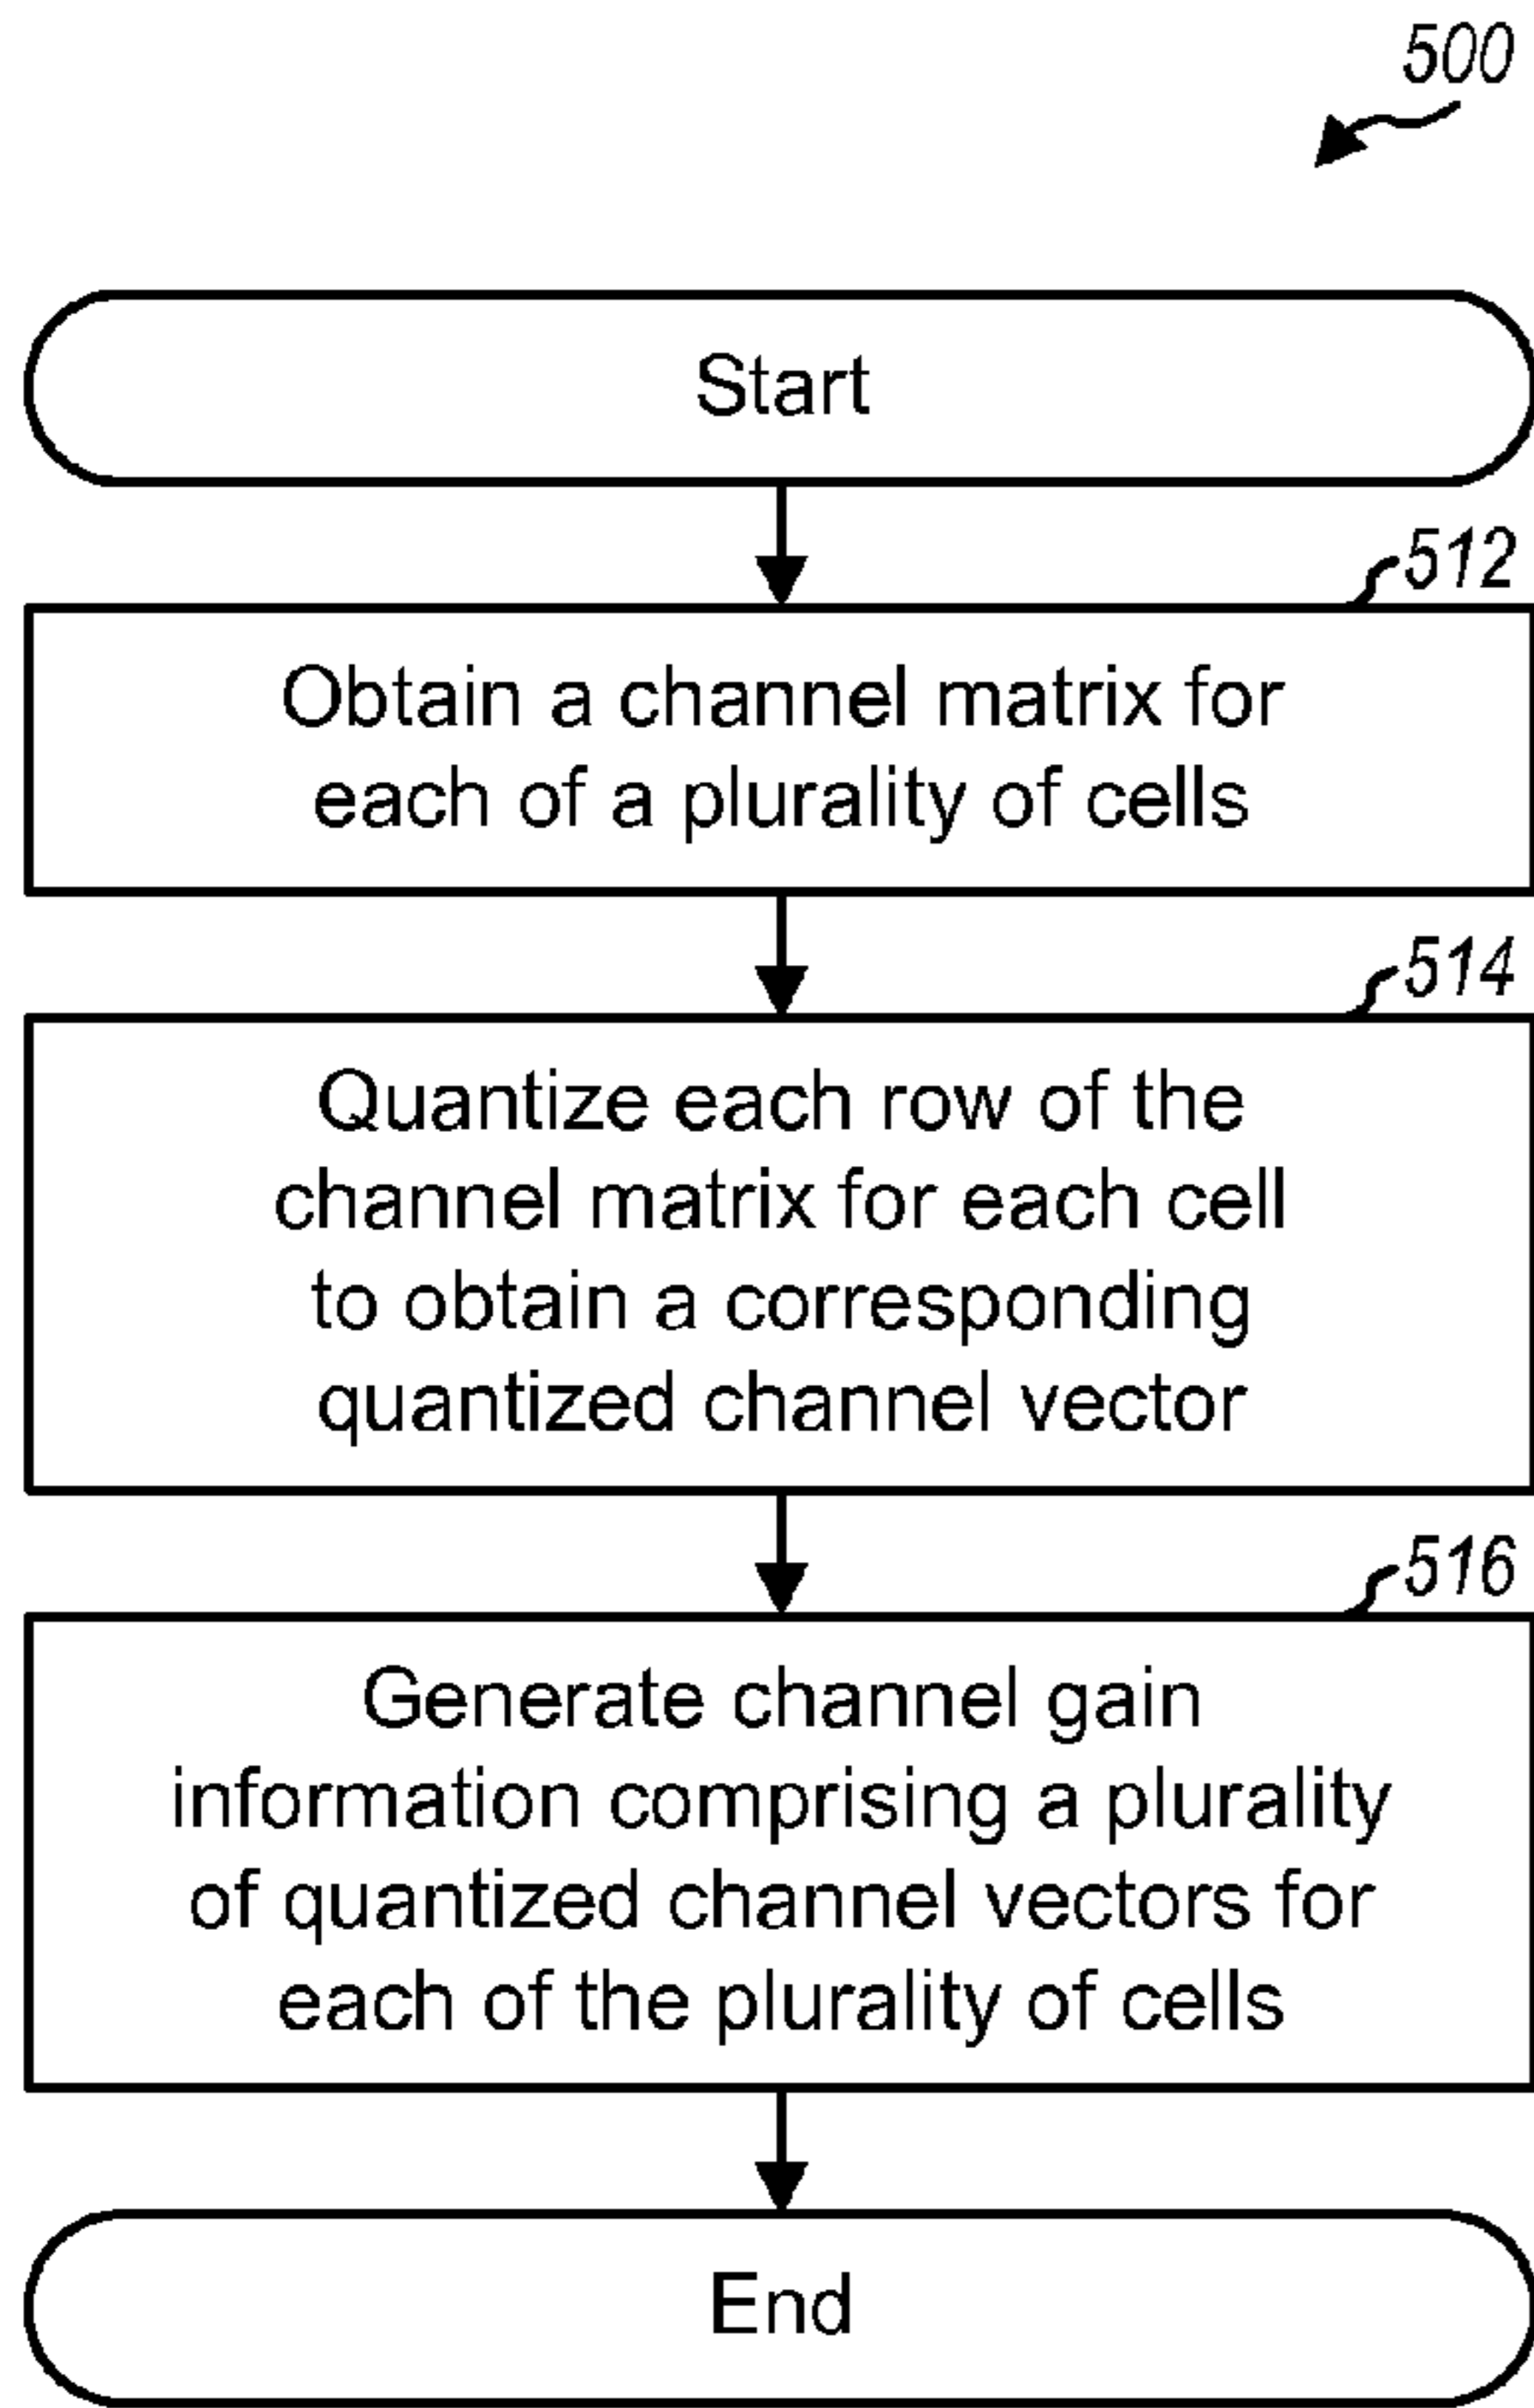 500
Start
512
Obtain a channel matrix for
each of a plurality of cells
514
Quantize each row of the
channel matrix for each cell
to obtain a corresponding
quantized channel vector
516
Generate channel gain
information comprising a plurality
of quantized channel vectors for
each of the plurality of cells
End